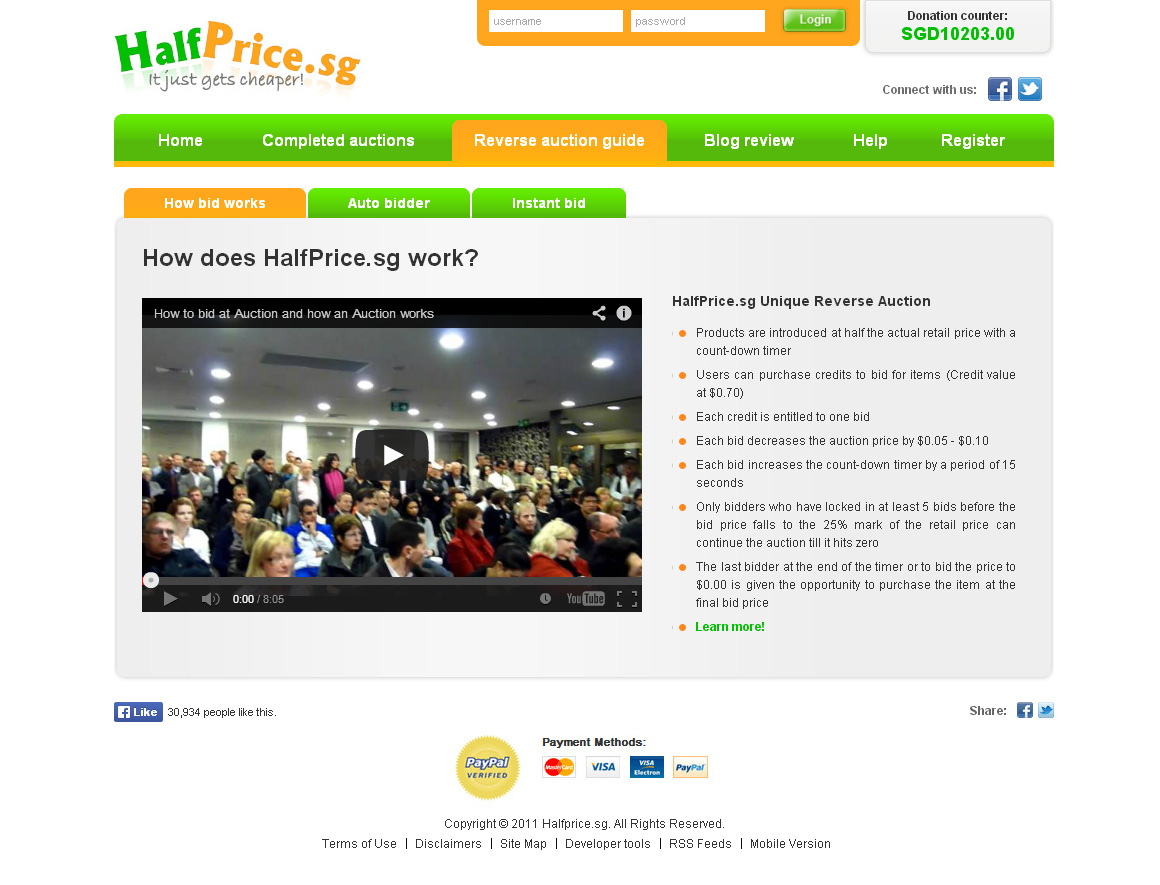 username
password
Login
Donation counter:
SGD10203.00
HalfPrice.sg
It just gets cheaper!
Connect with us:
Home
Completed auctions
Reverse auction guide
Blog review
Help
Register
How bid works
Auto bidder
Instant bid
How does HalfPrice.sg work?
How to bid at Auction and how an Auction works
0:00 / 8:05
YouTube
HalfPrice.sg Unique Reverse Auction
Products are introduced at half the actual retail price with a
count-down timer
Users can purchase credits to bid for items (Credit value
at $0.70)
Each credit is entitled to one bid
Each bid decreases the auction price by $0.05 - $0.10
Each bid increases the count-down timer by a period of 15
seconds
Only bidders who have locked in at least 5 bids before the
bid price falls to the 25% mark of the retail price can
continue the auction till it hits zero
The last bidder at the end of the timer or to bid the price to
$0.00 is given the opportunity to purchase the item at the
final bid price
Learn more!
Like
30,934 people like this.
Share:
PayPal
VERIFIED
Payment Methods:
MasterCard
VISA
VISA
Electron
PayPal
Copyright © 2011 Halfprice.sg. All Rights Reserved.
Terms of Use | Disclaimers | Site Map | Developer tools | RSS Feeds | Mobile Version